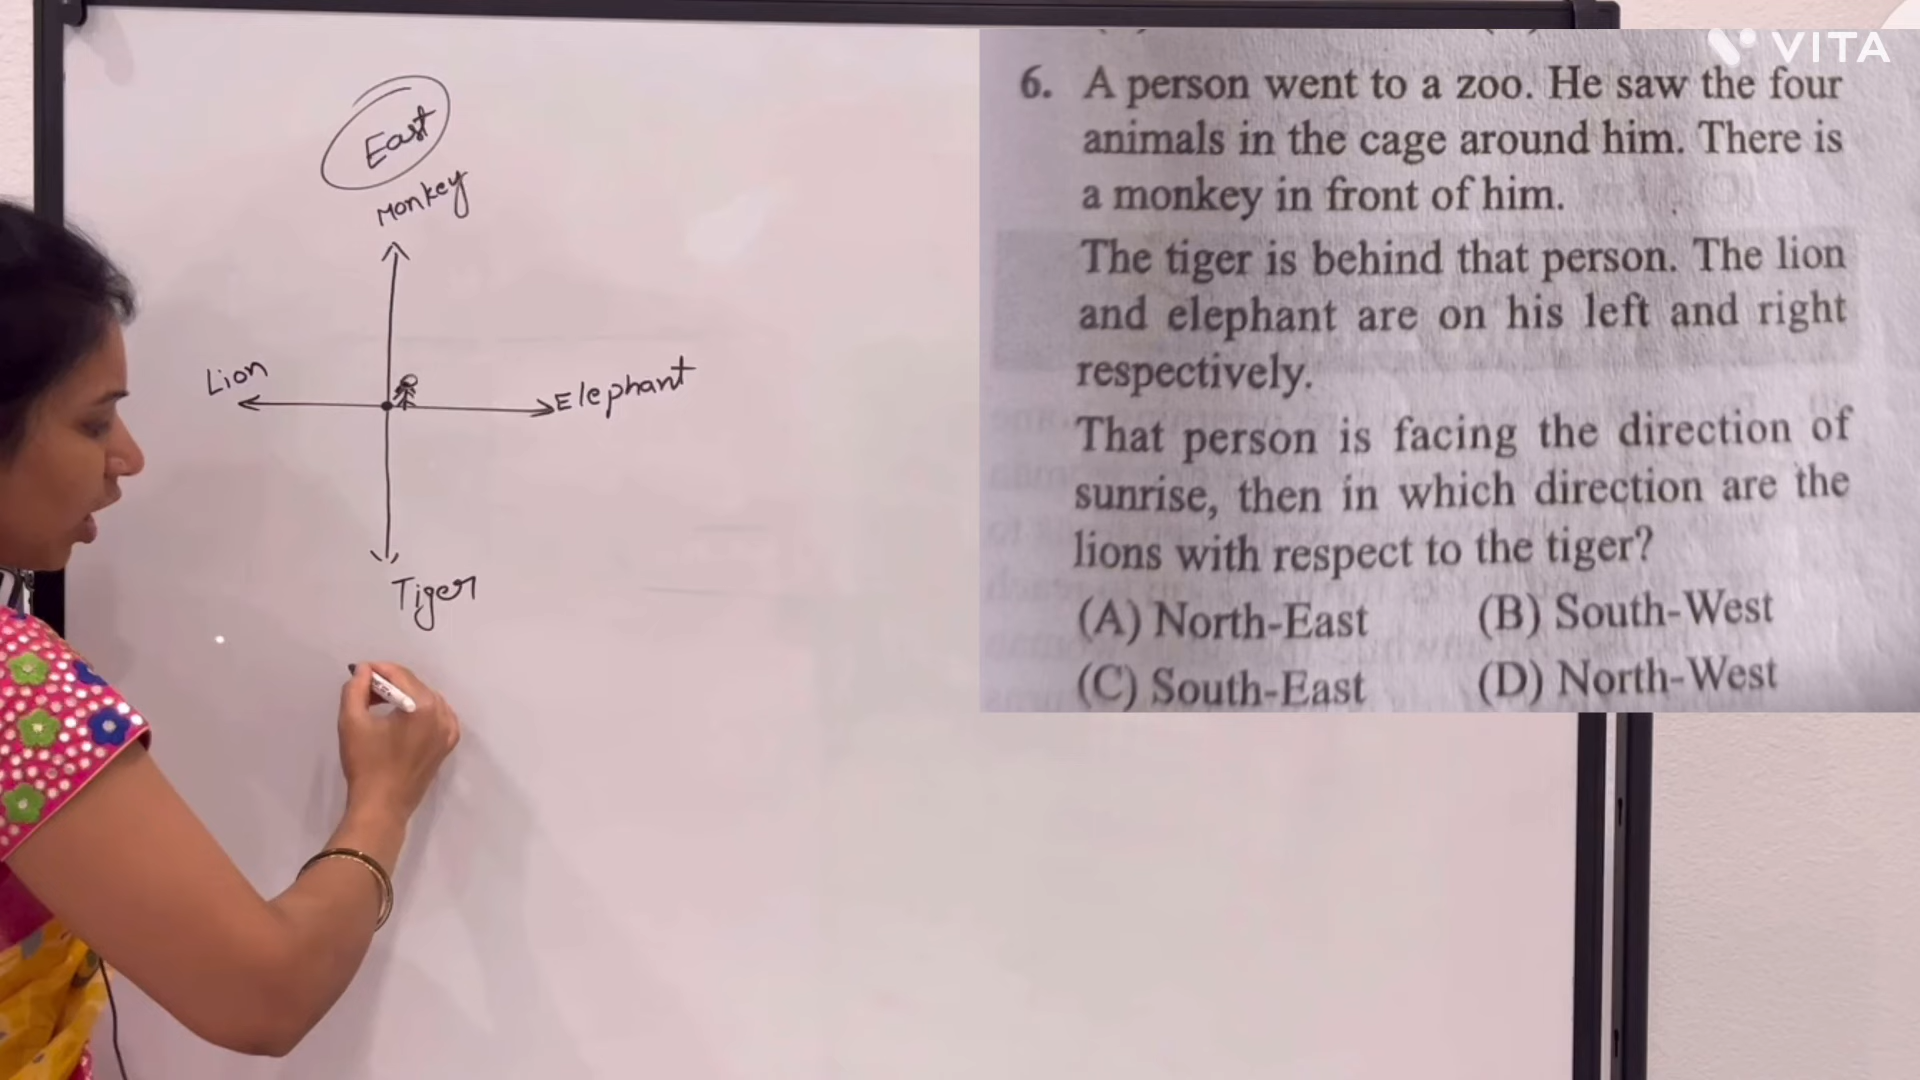 East
Monkey
Lion
Elephant
Tiger
VITA
6. A person went to a zoo. He saw the four
animals in the cage around him. There is
a monkey in front of him.
The tiger is behind that person. The lion
and elephant are on his left and right
respectively.
That person is facing the direction of
sunrise, then in which direction are the
lions with respect to the tiger?
(A) North-East (B) South-West
(C) South-East (D) North-West